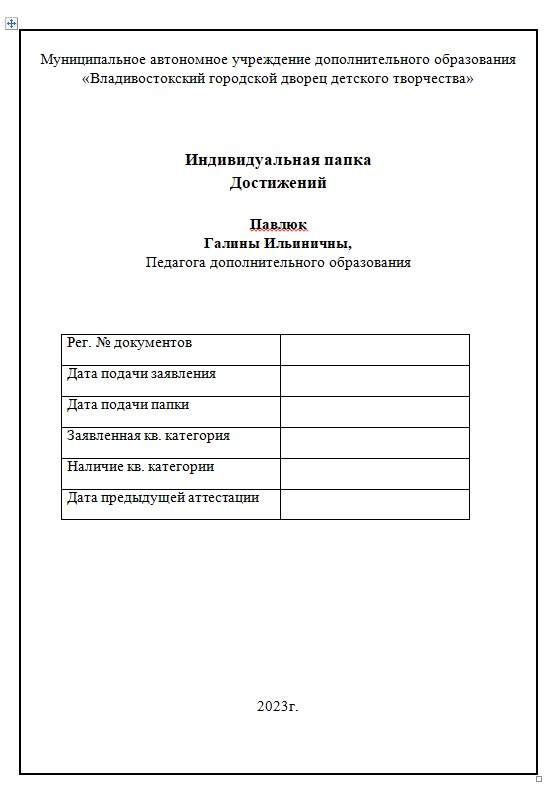 Муниципальное автономное учреждение дополнительного образования
«Владивостокский городской дворец детского творчества»
Индивидуальная папка
Достижений
Павлюк
Галины Ильиничны,
Педагога дополнительного образования
Рег. № документов
Дата подачи заявления
Дата подачи папки
Заявленная кв. категория
Наличие кв. категории
Дата предыдущей аттестации
2023г.